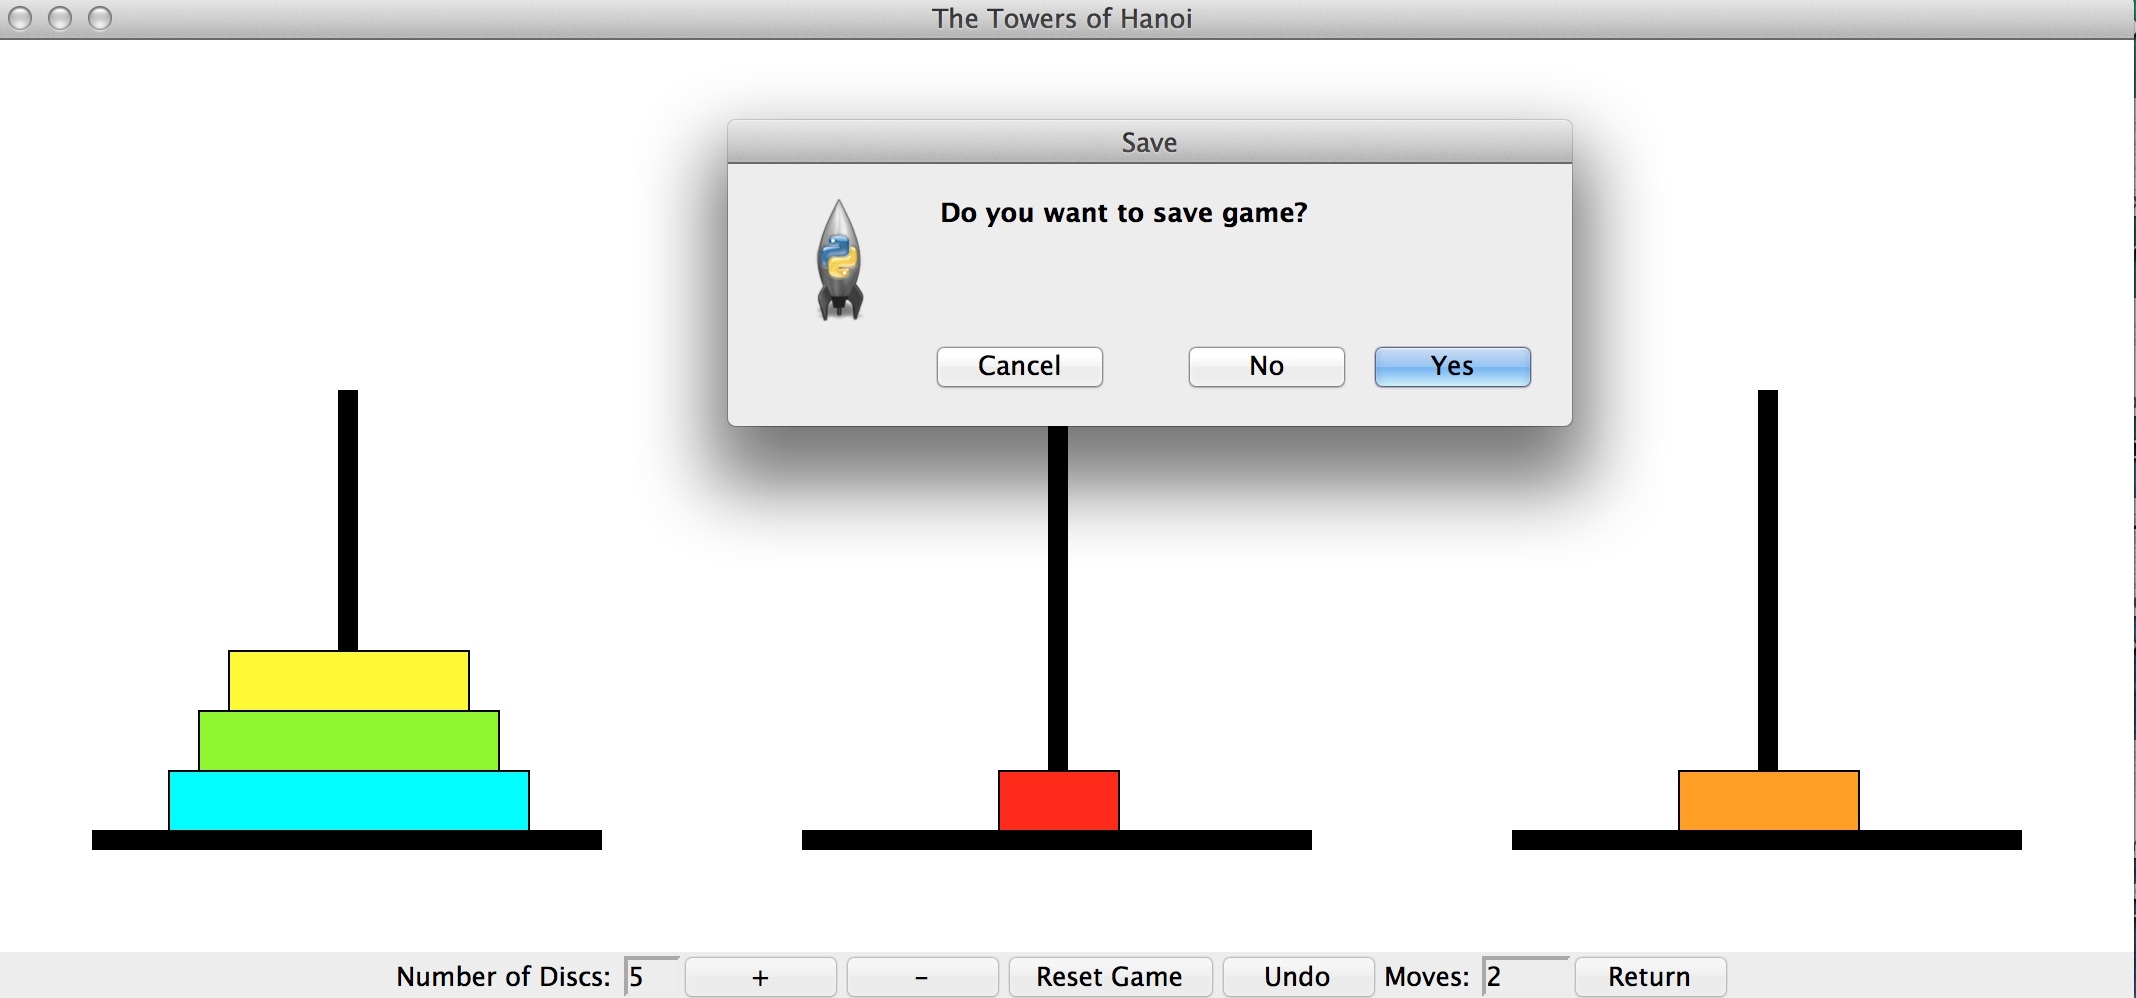 The Towers of Hanoi
Save
Do you want to save game?
Cancel No Yes
Number of Discs: 5 + - Reset Game Undo Moves: 2 Return